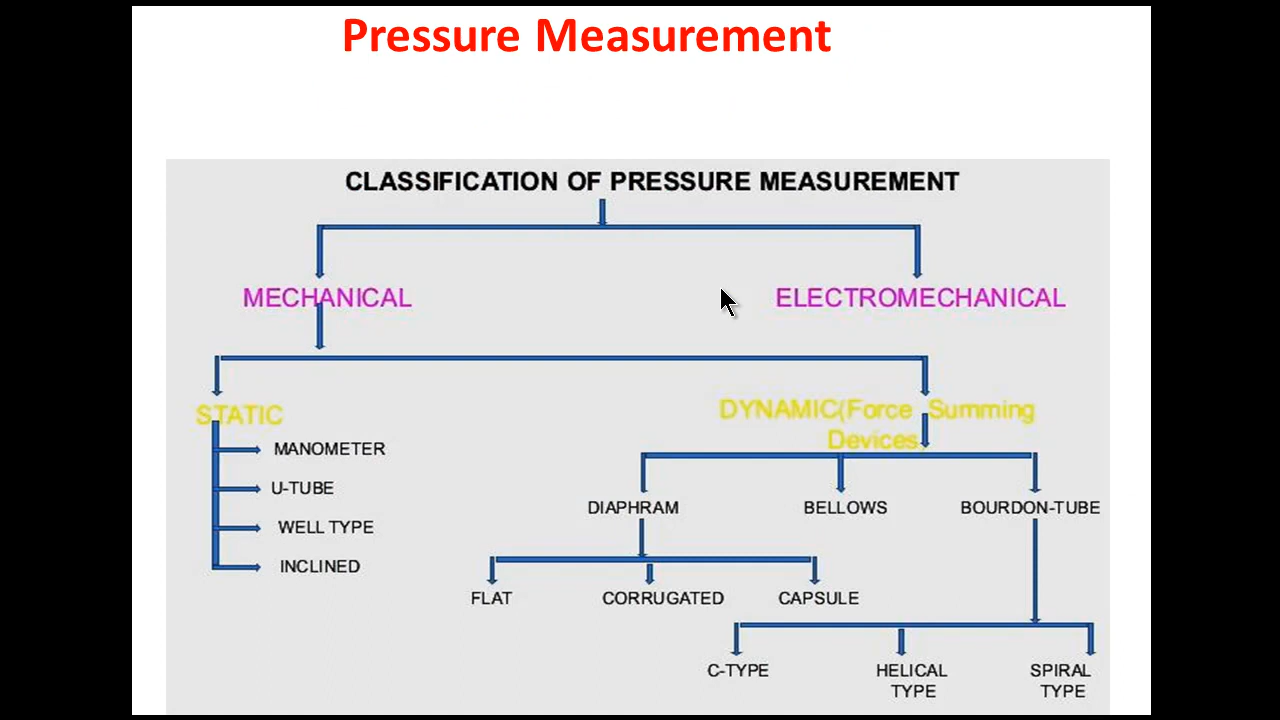 Pressure Measurement
CLASSIFICATION OF PRESSURE MEASUREMENT
MECHANICAL
ELECTROMECHANICAL
STATIC
DYNAMIC(Force Summing
Devices)
MANOMETER
U-TUBE
WELL TYPE
INCLINED
DIAPHRAM
BELLOWS
BOURDON-TUBE
FLAT
CORRUGATED
CAPSULE
C-TYPE
HELICAL
TYPE
SPIRAL
TYPE